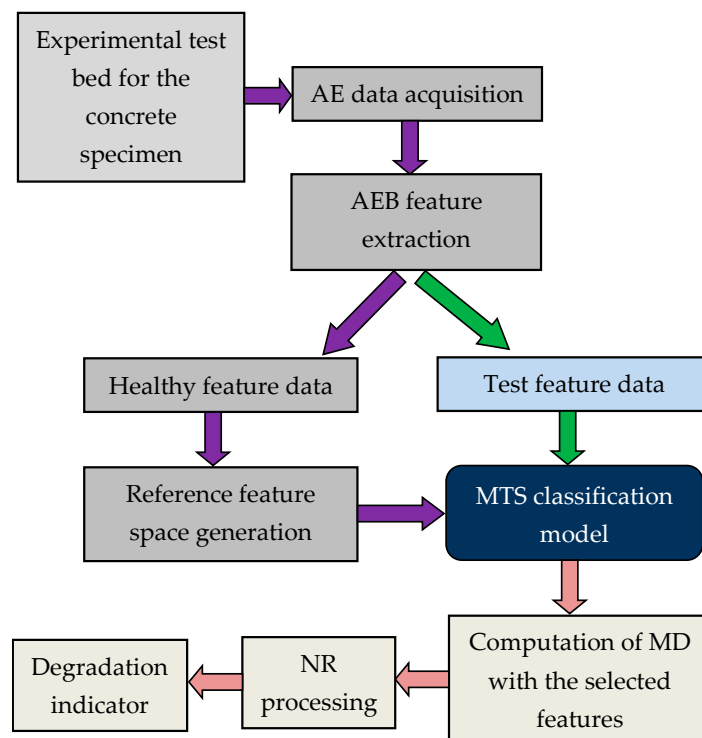 Experimental test
bed for the
concrete
specimen
AE data acquisition
AEB feature
extraction
Healthy feature data
Test feature data
Reference feature
space generation
MTS classification
model
Degradation
indicator
NR
processing
Computation of MD
with the selected
features